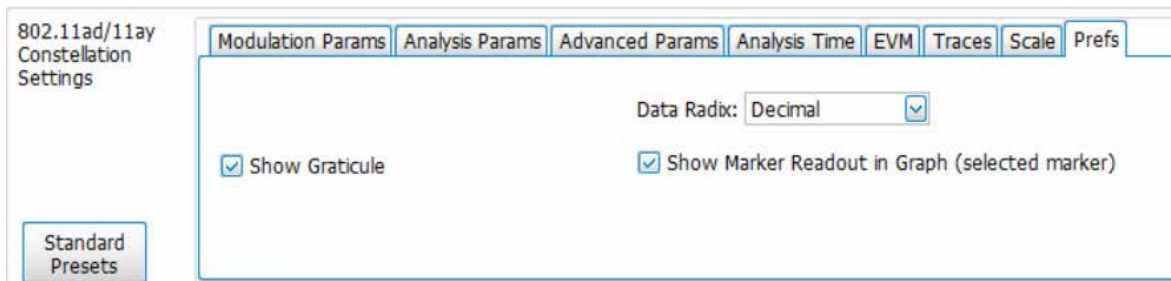 802.11ad/11ay
Constellation
Settings
Modulation Params Analysis Params Advanced Params Analysis Time EVM Traces Scale Prefs
Data Radix: Decimal
Show Graticule
Show Marker Readout in Graph (selected marker)
Standard
Presets